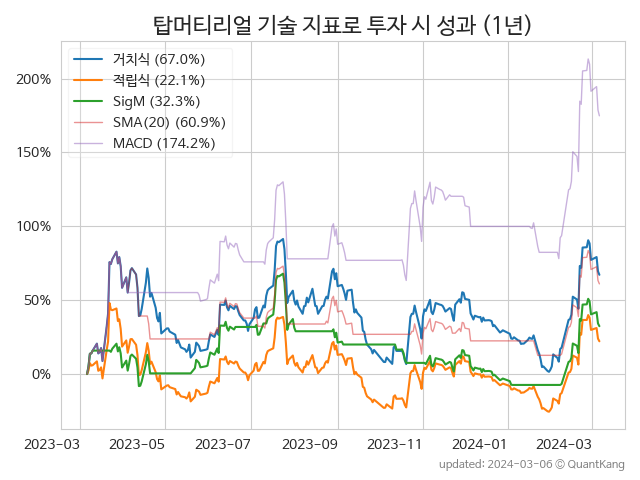 탑머티리얼 기술 지표로 투자 시 성과 (1년)
거치식 (67.0%)
적립식 (22.1%)
SigM (32.3%)
SMA(20) (60.9%)
MACD (174.2%)
200%
150%
100%
50%
0%
2023-03 2023-05 2023-07 2023-09 2023-11 2024-01 2024-03
updated: 2024-03-06 © QuantKang